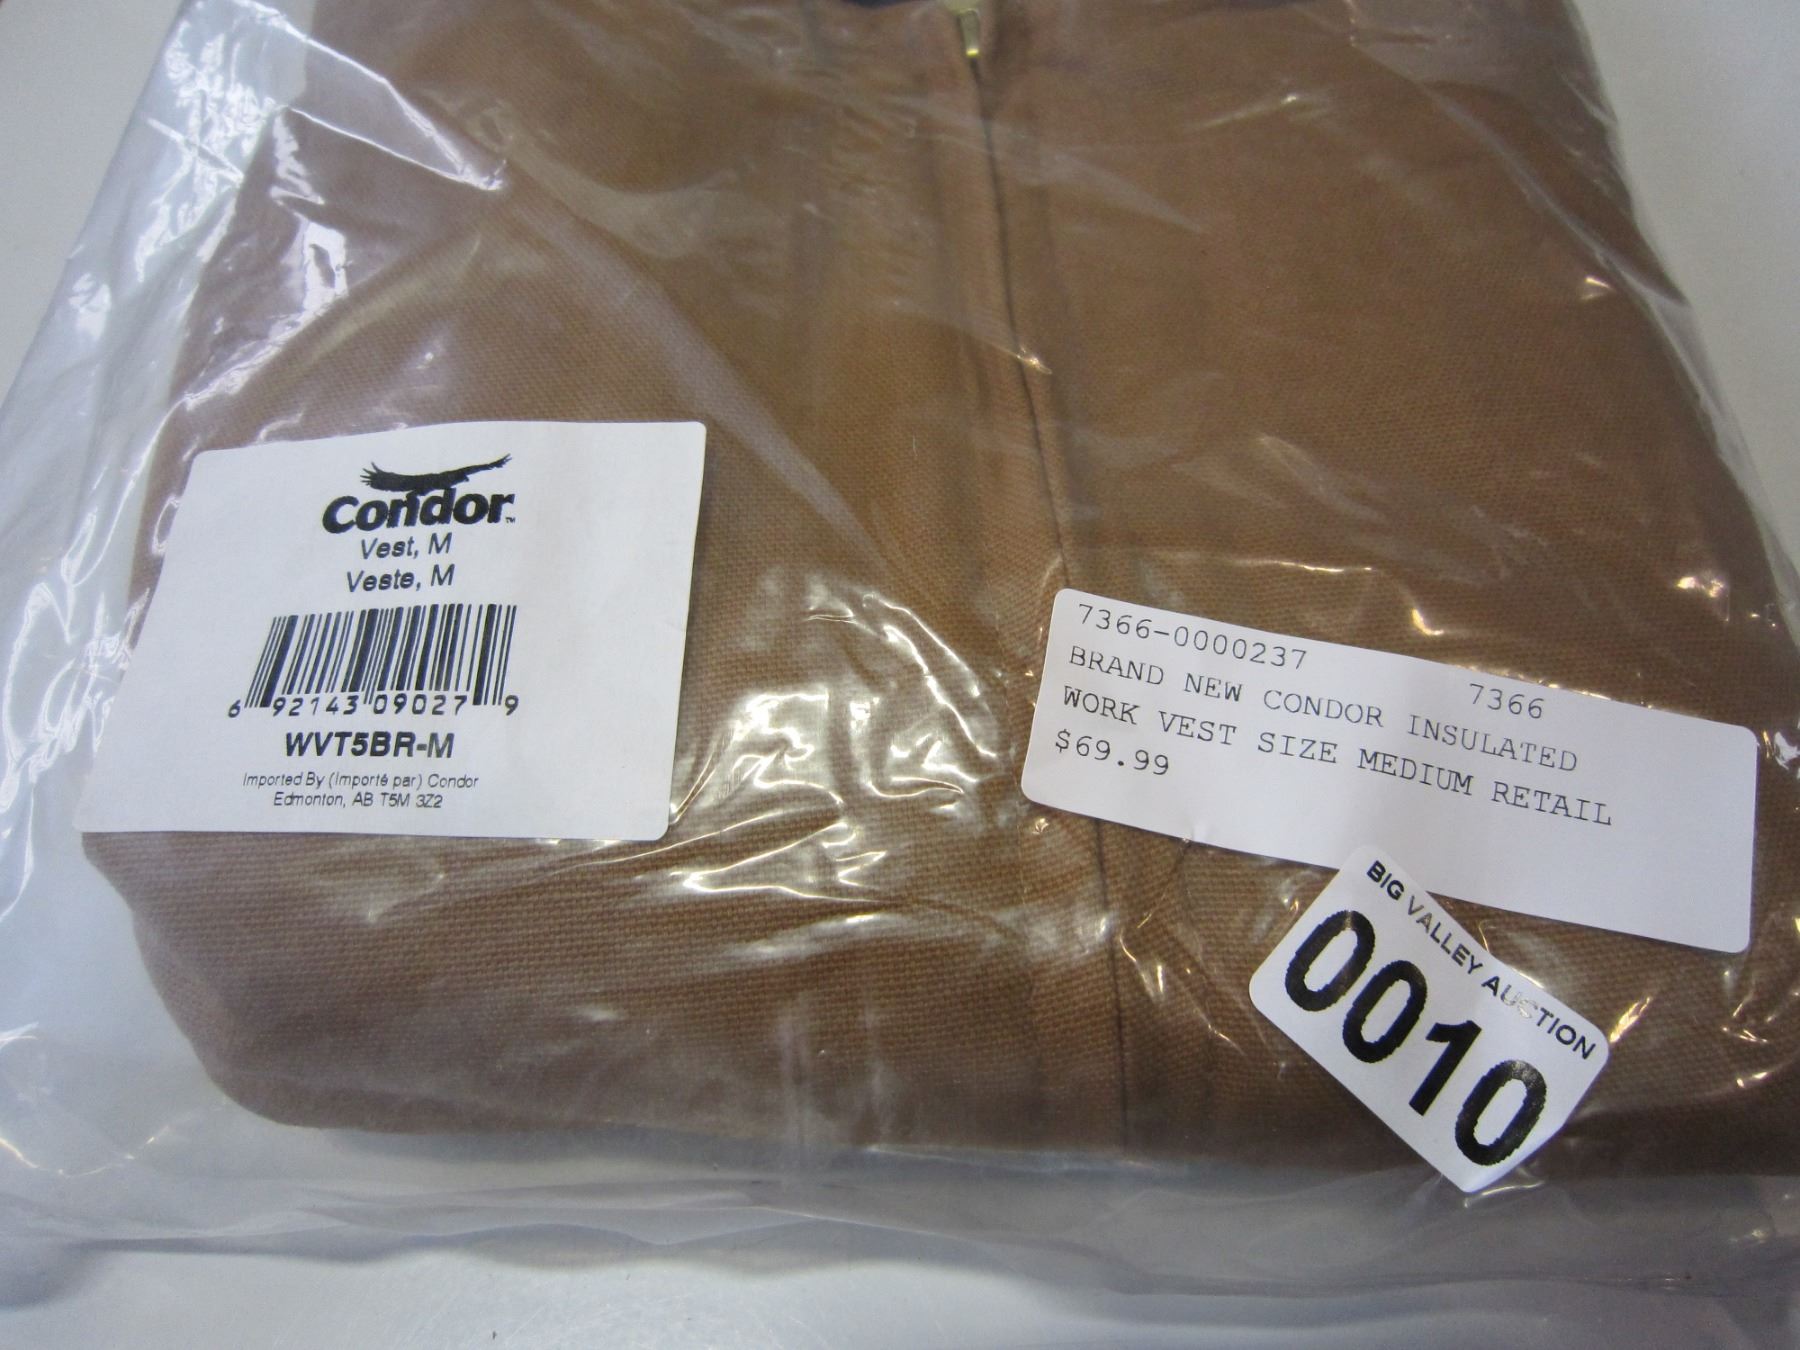 Condor™
Vest, M
Veste, M
6 92143 09027 9
WVT5BR-M
Imported By (Importé par) Condor
Edmonton, AB T5M 3Z2
7366-0000237 7366
BRAND NEW CONDOR INSULATED
WORK VEST SIZE MEDIUM RETAIL
$69.99
BIG VALLEY AUCTION
0010